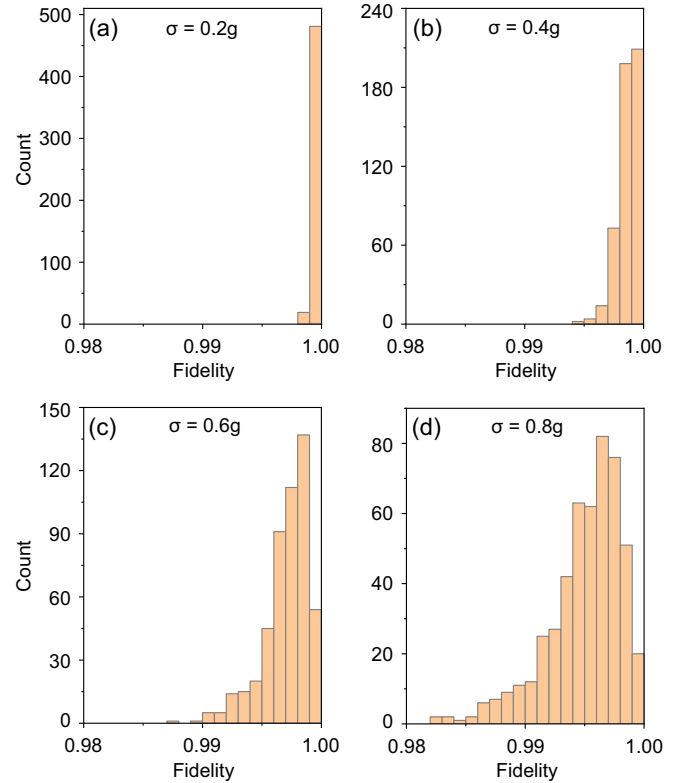 (a) σ = 0.2g
500
400
300
200
100
0
Count
0.98 0.99 1.00
Fidelity
(b) σ = 0.4g
240
180
120
60
0
0.98 0.99 1.00
Fidelity
(c) σ = 0.6g
150
120
90
60
30
0
Count
0.98 0.99 1.00
Fidelity
(d) σ = 0.8g
80
60
40
20
0
0.98 0.99 1.00
Fidelity